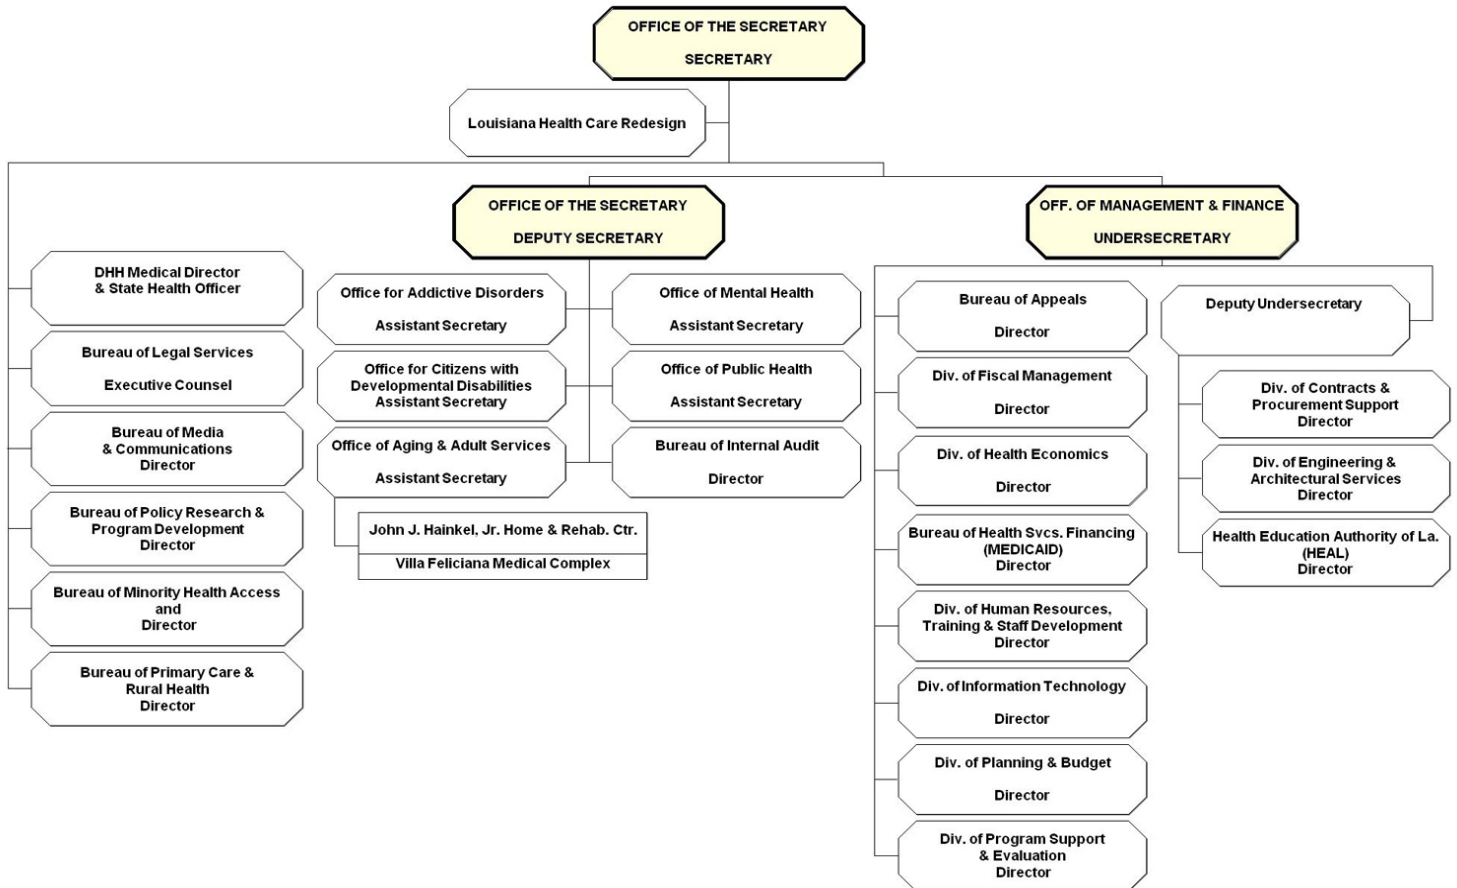 OFFICE OF THE SECRETARY
SECRETARY
Louisiana Health Care Redesign
OFFICE OF THE SECRETARY
DEPUTY SECRETARY
OFF. OF MANAGEMENT & FINANCE
UNDERSECRETARY
DHH Medical Director
& State Health Officer
Bureau of Legal Services
Executive Counsel
Bureau of Media
& Communications
Director
Bureau of Policy Research &
Program Development
Director
Bureau of Minority Health Access
and
Director
Bureau of Primary Care &
Rural Health
Director
Office for Addictive Disorders
Assistant Secretary
Office for Citizens with
Developmental Disabilities
Assistant Secretary
Office of Aging & Adult Services
Assistant Secretary
John J. Hainkel, Jr. Home & Rehab. Ctr.
Villa Feliciana Medical Complex
Office of Mental Health
Assistant Secretary
Office of Public Health
Assistant Secretary
Bureau of Internal Audit
Director
Bureau of Appeals
Director
Div. of Fiscal Management
Director
Div. of Health Economics
Director
Bureau of Health Svcs. Financing
(MEDICAID)
Director
Div. of Human Resources,
Training & Staff Development
Director
Div. of Information Technology
Director
Div. of Planning & Budget
Director
Div. of Program Support
& Evaluation
Director
Deputy Undersecretary
Div. of Contracts &
Procurement Support
Director
Div. of Engineering &
Architectural Services
Director
Health Education Authority of La.
(HEAL)
Director